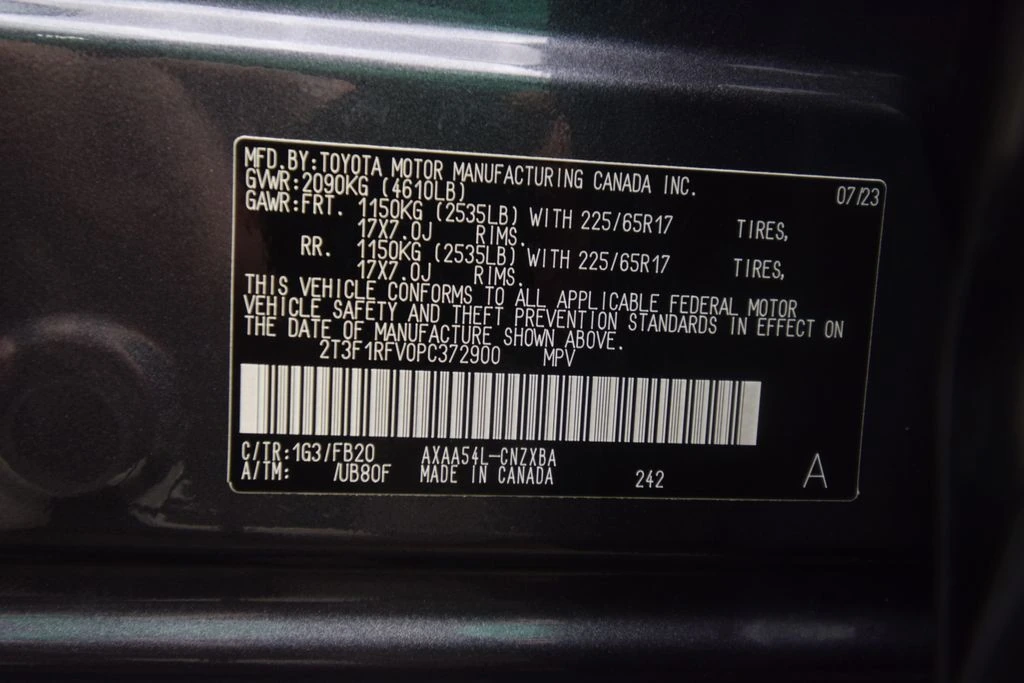 MFD.BY:TOYOTA MOTOR MANUFACTURING CANADA INC. 07/23
GVWR:2090KG (4610LB)
GAWR:FRT. 1150KG (2535LB) WITH 225/65R17 TIRES,
17X7.0J RIMS.
RR. 1150KG (2535LB) WITH 225/65R17 TIRES,
17X7.0J RIMS.
THIS VEHICLE CONFORMS TO ALL APPLICABLE FEDERAL MOTOR
VEHICLE SAFETY AND THEFT PREVENTION STANDARDS IN EFFECT ON
THE DATE OF MANUFACTURE SHOWN ABOVE.
2T3F1RFV0PC372900 MPV
C/TR:1G3/FB20 AXAA54L-CNZXBA
A/TM: /UB80F MADE IN CANADA 242 A